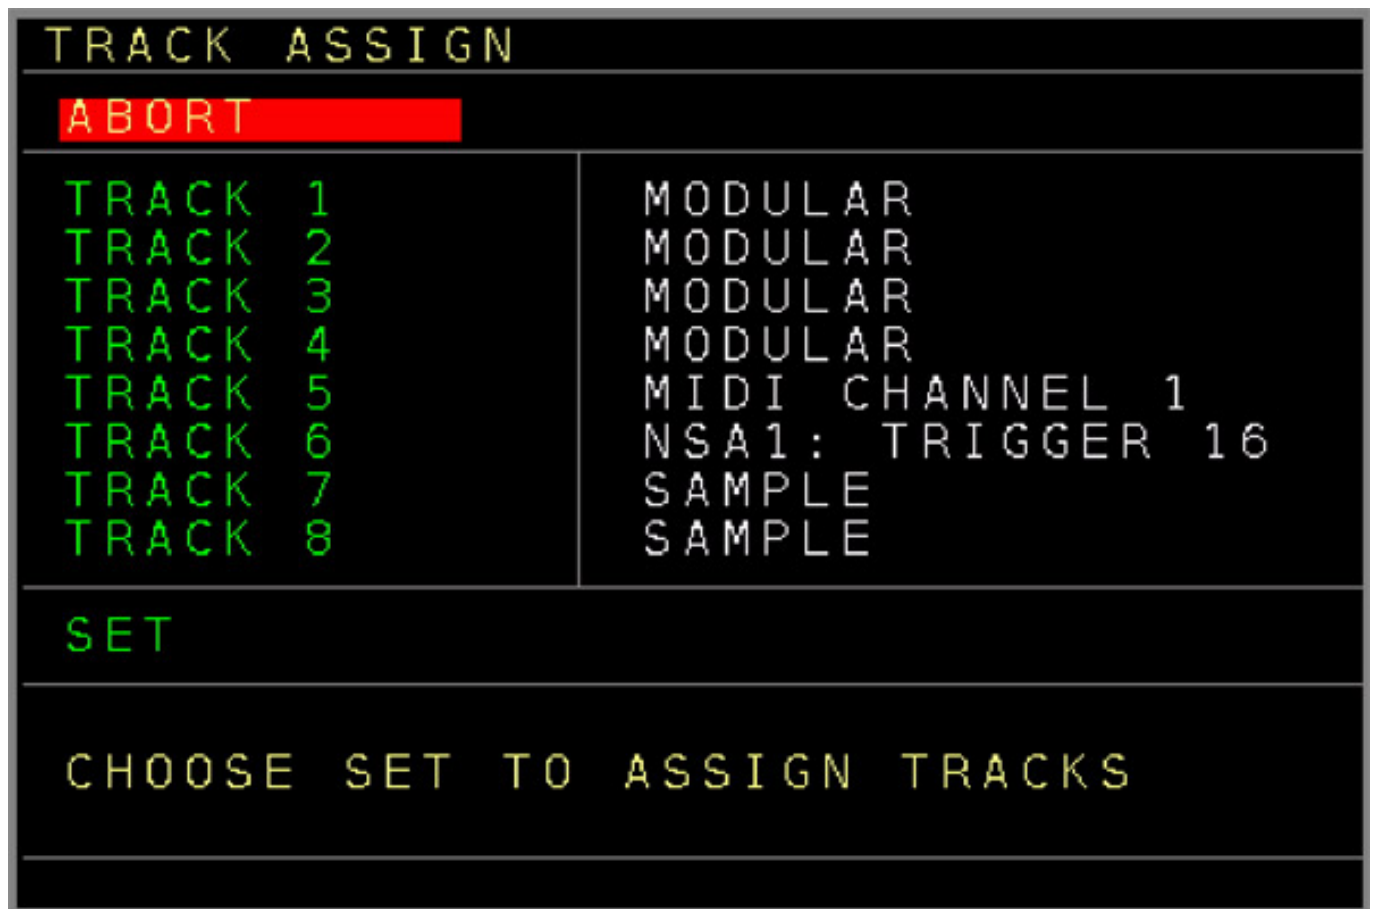 TRACK ASSIGN
ABORT
TRACK 1 MODULAR
TRACK 2 MODULAR
TRACK 3 MODULAR
TRACK 4 MODULAR
TRACK 5 MIDI CHANNEL 1
TRACK 6 NSA1: TRIGGER 16
TRACK 7 SAMPLE
TRACK 8 SAMPLE
SET
CHOOSE SET TO ASSIGN TRACKS